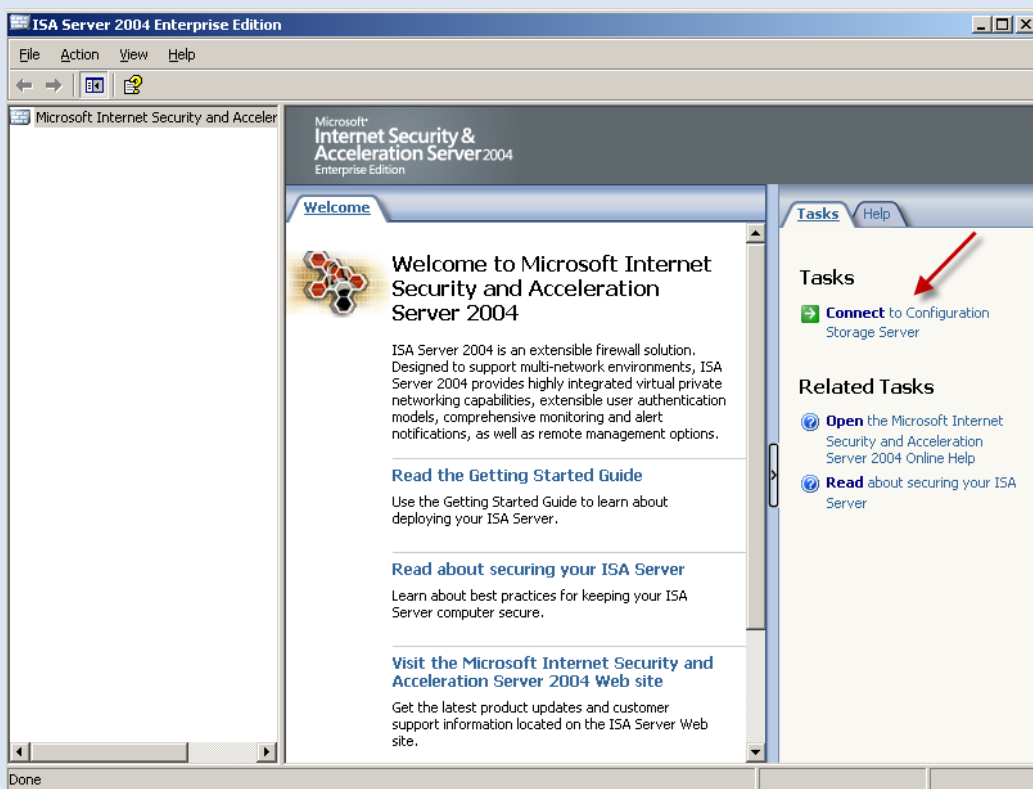 ISA Server 2004 Enterprise Edition
File Action View Help
Microsoft Internet Security and Acceler
Microsoft
Internet Security &
Acceleration Server 2004
Enterprise Edition
Welcome
Welcome to Microsoft Internet
Security and Acceleration
Server 2004
ISA Server 2004 is an extensible firewall solution.
Designed to support multi-network environments, ISA
Server 2004 provides highly integrated virtual private
networking capabilities, extensible user authentication
models, comprehensive monitoring and alert
notifications, as well as remote management options.
Read the Getting Started Guide
Use the Getting Started Guide to learn about
deploying your ISA Server.
Read about securing your ISA Server
Learn about best practices for keeping your ISA
Server computer secure.
Visit the Microsoft Internet Security and
Acceleration Server 2004 Web site
Get the latest product updates and customer
support information located on the ISA Server Web
site.
Tasks Help
Tasks
Connect to Configuration
Storage Server
Related Tasks
Open the Microsoft Internet
Security and Acceleration
Server 2004 Online Help
Read about securing your ISA
Server
Done